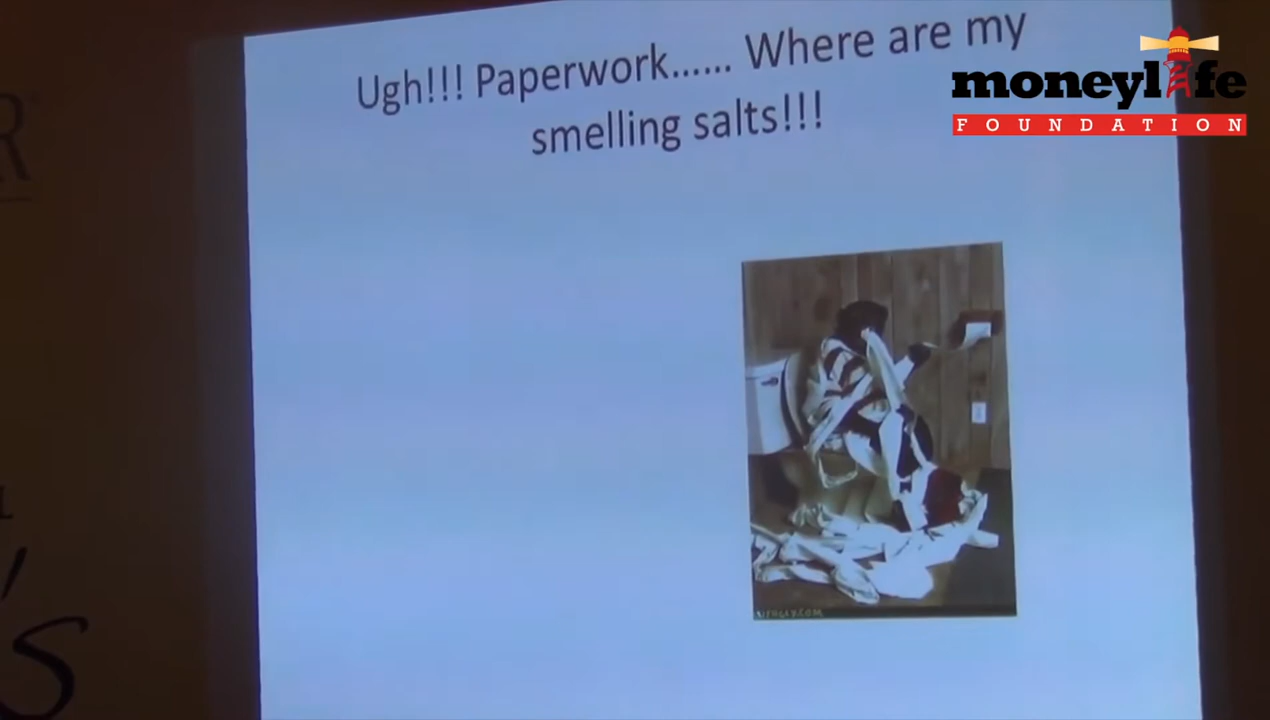 Ugh!!! Paperwork...... Where are my
smelling salts!!!
moneylife
FOUNDATION